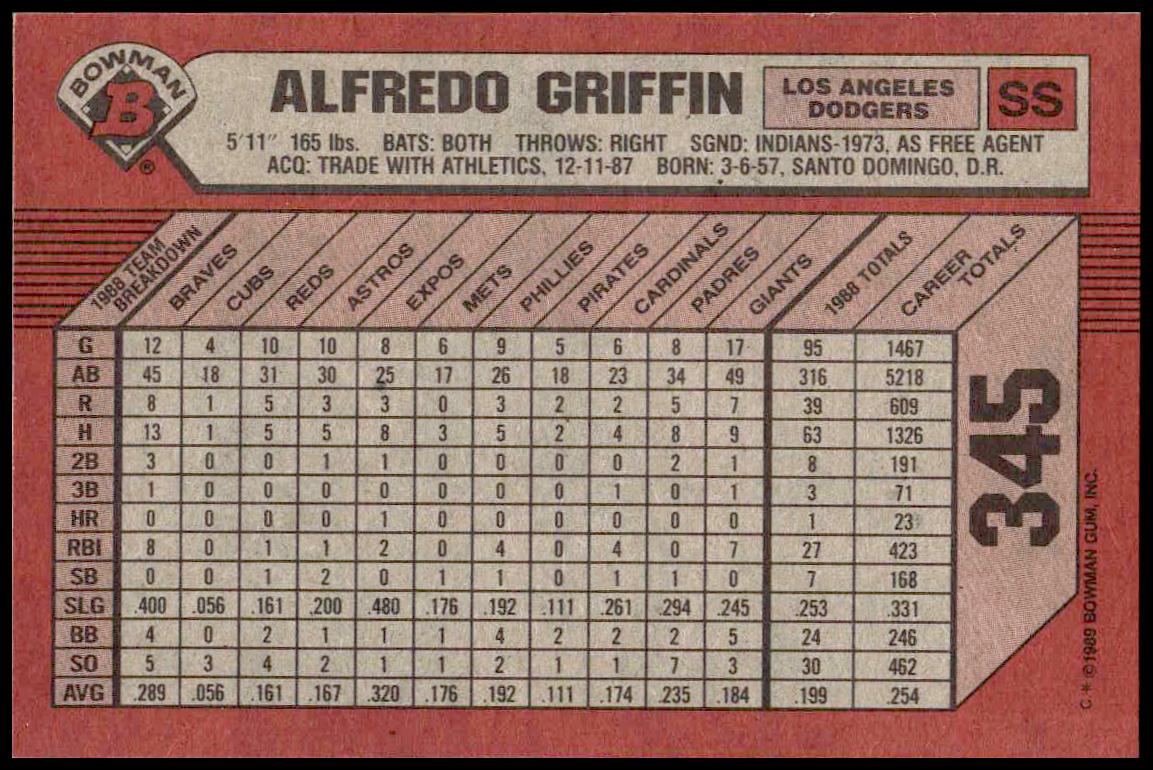 BOWMAN
B
®
ALFREDO GRIFFIN
LOS ANGELES
DODGERS
SS
5'11" 165 lbs. BATS: BOTH THROWS: RIGHT SGND: INDIANS-1973, AS FREE AGENT
ACQ: TRADE WITH ATHLETICS, 12-11-87 BORN: 3-6-57, SANTO DOMINGO, D.R.
1988 TEAM BREAKDOWN BRAVES CUBS REDS ASTROS EXPOS METS PHILLIES PIRATES CARDINALS PADRES GIANTS 1988 TOTALS CAREER TOTALS
G 12 4 10 10 8 6 9 5 6 8 17 95 1467
AB 45 18 31 30 25 17 26 18 23 34 49 316 5218
R 8 1 5 3 3 0 3 2 2 5 7 39 609
H 13 1 5 5 8 3 5 2 4 8 9 63 1326
2B 3 0 0 1 1 0 0 0 0 2 1 8 191
3B 1 0 0 0 0 0 0 0 1 0 1 3 71
HR 0 0 0 0 1 0 0 0 0 0 0 1 23
RBI 8 0 1 1 2 0 4 0 4 0 7 27 423
SB 0 0 1 2 0 1 1 0 1 1 0 7 168
SLG .400 .056 .161 .200 .480 .176 .192 .111 .261 .294 .245 .253 .331
BB 4 0 2 1 1 1 4 2 2 2 5 24 246
SO 5 3 4 2 1 1 2 1 1 7 3 30 462
AVG .289 .056 .161 .167 .320 .176 .192 .111 .174 .235 .184 .199 .254
345
C * ©1989 BOWMAN GUM, INC.